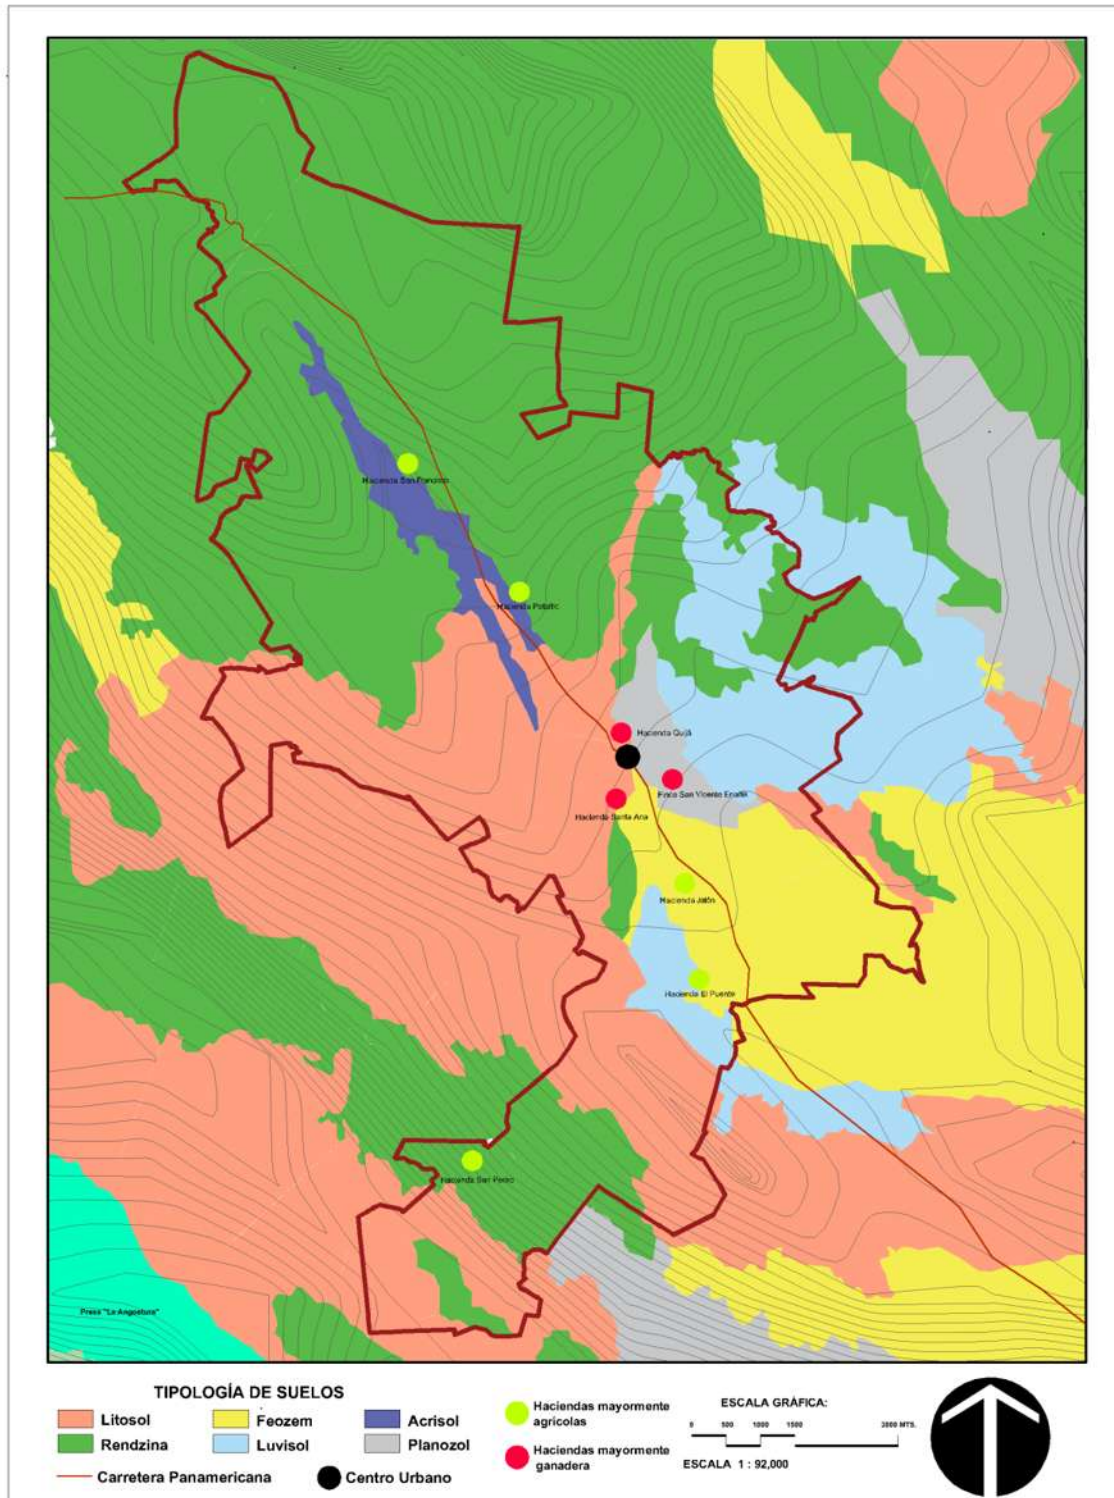 Hacienda San Francisco
Hacienda Potzitic
Hacienda Quijá
Finca San Vicente
Hacienda Santa Ana
Hacienda Jatón
Hacienda El Puente
Hacienda San Pedro
Presa "La Angostura"
TIPOLOGÍA DE SUELOS
Litosol
Feozem
Acrisol
Rendzina
Luvisol
Planozol
Carretera Panamericana
Centro Urbano
Haciendas mayormente
agrícolas
Haciendas mayormente
ganadera
ESCALA GRÁFICA:
0 500 1000 1500 3000 MTS.
ESCALA 1 : 92,000